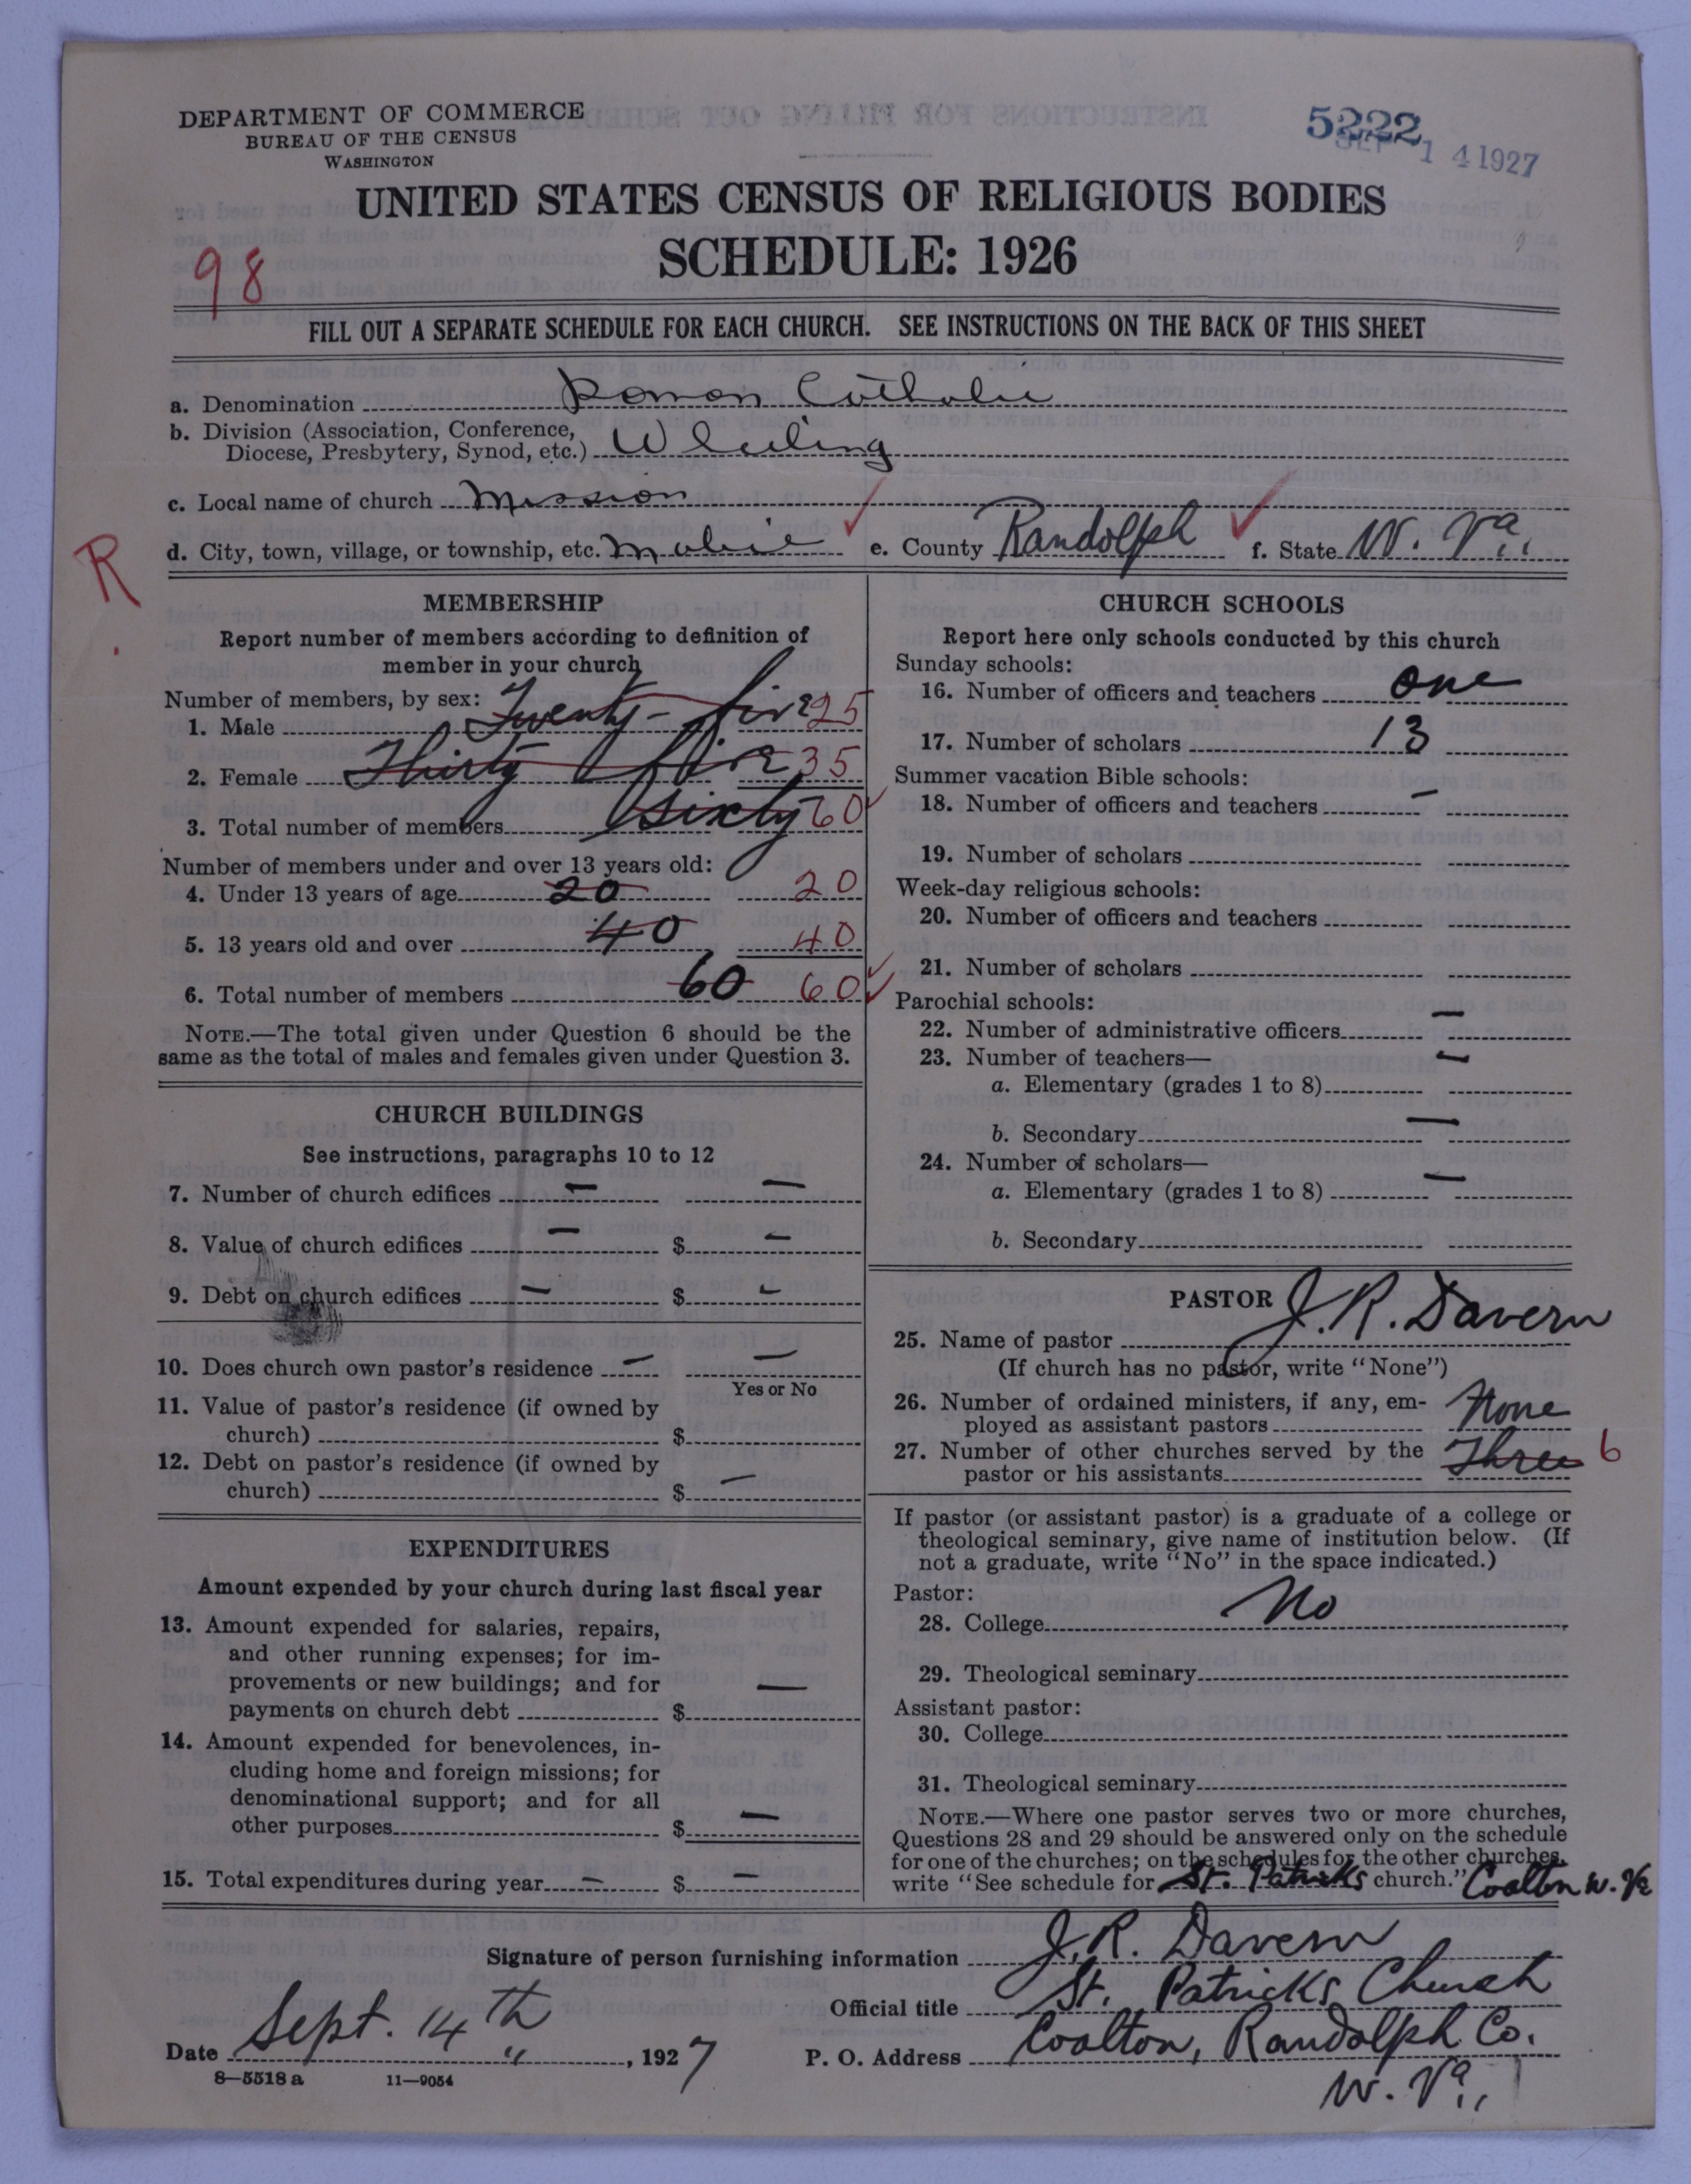 DEPARTMENT OF COMMERCE
BUREAU OF THE CENSUS
WASHINGTON
5222
SEP 14 1927
UNITED STATES CENSUS OF RELIGIOUS BODIES
SCHEDULE: 1926
98
FILL OUT A SEPARATE SCHEDULE FOR EACH CHURCH. SEE INSTRUCTIONS ON THE BACK OF THIS SHEET
a. Denomination Roman Catholic
b. Division (Association, Conference,
Diocese, Presbytery, Synod, etc.) Wheeling
c. Local name of church Mission
d. City, town, village, or township, etc. Mabie e. County Randolph f. State W. Va.
R
MEMBERSHIP
Report number of members according to definition of
member in your church
Number of members, by sex:
1. Male Twenty-five 25
2. Female Thirty five 35
3. Total number of members sixty 60
Number of members under and over 13 years old:
4. Under 13 years of age 20 20
5. 13 years old and over 40 40
6. Total number of members 60 60
NOTE.—The total given under Question 6 should be the
same as the total of males and females given under Question 3.
CHURCH BUILDINGS
See instructions, paragraphs 10 to 12
7. Number of church edifices — —
8. Value of church edifices — $ —
9. Debt on church edifices — $ —
10. Does church own pastor's residence — —
Yes or No
11. Value of pastor's residence (if owned by
church) $
12. Debt on pastor's residence (if owned by
church) $ —
EXPENDITURES
Amount expended by your church during last fiscal year
13. Amount expended for salaries, repairs,
and other running expenses; for im-
provements or new buildings; and for
payments on church debt $ —
14. Amount expended for benevolences, in-
cluding home and foreign missions; for
denominational support; and for all
other purposes $ —
15. Total expenditures during year — $ —
CHURCH SCHOOLS
Report here only schools conducted by this church
Sunday schools:
16. Number of officers and teachers one
17. Number of scholars 13
Summer vacation Bible schools:
18. Number of officers and teachers —
19. Number of scholars
Week-day religious schools:
20. Number of officers and teachers
21. Number of scholars
Parochial schools:
22. Number of administrative officers —
23. Number of teachers— —
a. Elementary (grades 1 to 8)
b. Secondary —
24. Number of scholars—
a. Elementary (grades 1 to 8) —
b. Secondary
PASTOR
25. Name of pastor J. R. Davern
(If church has no pastor, write "None")
26. Number of ordained ministers, if any, em-
ployed as assistant pastors None
27. Number of other churches served by the
pastor or his assistants Three 6
If pastor (or assistant pastor) is a graduate of a college or
theological seminary, give name of institution below. (If
not a graduate, write "No" in the space indicated.)
Pastor:
28. College No
29. Theological seminary
Assistant pastor:
30. College
31. Theological seminary
NOTE.—Where one pastor serves two or more churches,
Questions 28 and 29 should be answered only on the schedule
for one of the churches; on the schedules for the other churches,
write "See schedule for St. Patricks church." Coalton W. Va
Signature of person furnishing information J. R. Davern
Official title St. Patricks Church
Date Sept. 14th, 1927 P. O. Address Coalton, Randolph Co.
W. Va.
8—5518 a 11—9054